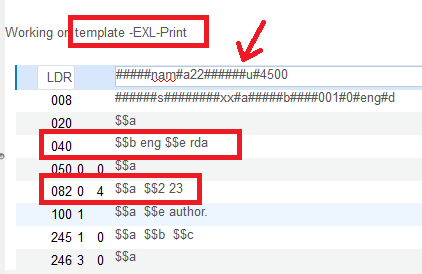 Working on template -EXL-Print
LDR #####nam#a22######u#4500
008 ######s########xx#a#####b####001#0#eng#d
020 $$a
040 $$b eng $$e rda
050 0 0 $$a
082 0 4 $$a $$2 23
100 1 $$a $$e author.
245 1 0 $$a $$b $$c
246 3 0 $$a